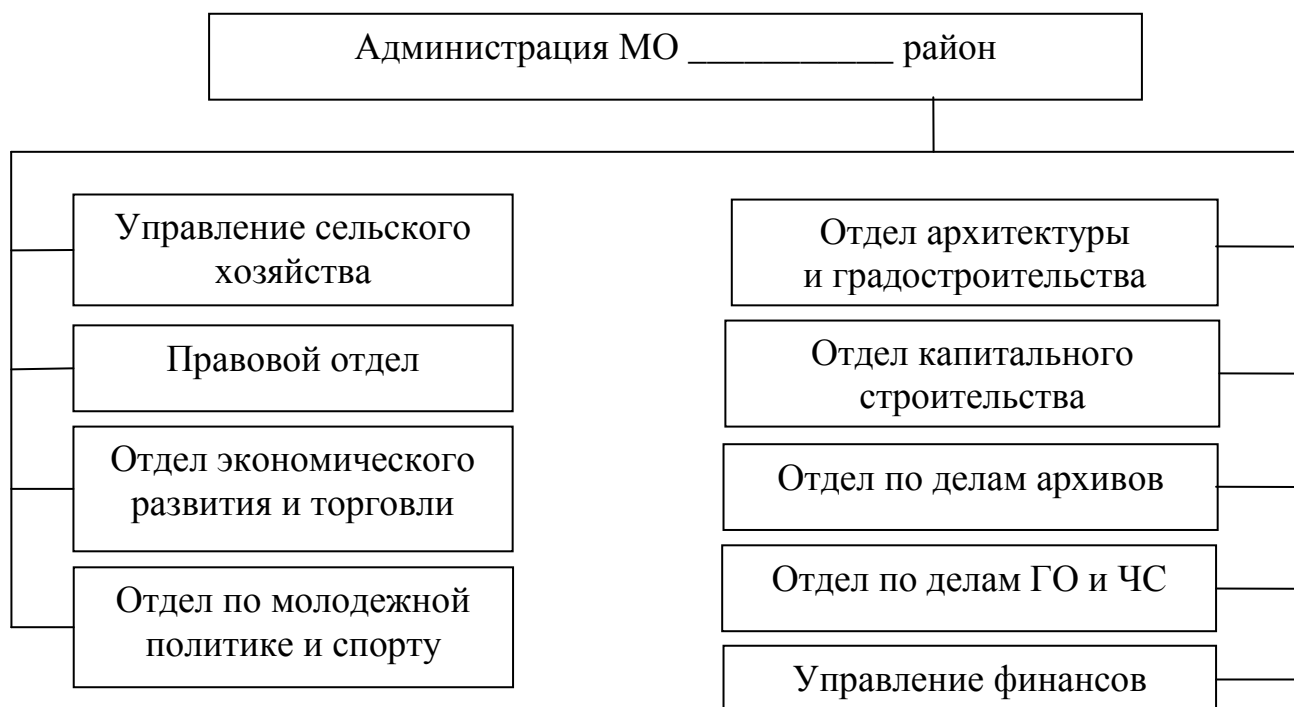 Администрация МО ___________ район
Управление сельского
хозяйства
Правовой отдел
Отдел экономического
развития и торговли
Отдел по молодежной
политике и спорту
Отдел архитектуры
и градостроительства
Отдел капитального
строительства
Отдел по делам архивов
Отдел по делам ГО и ЧС
Управление финансов